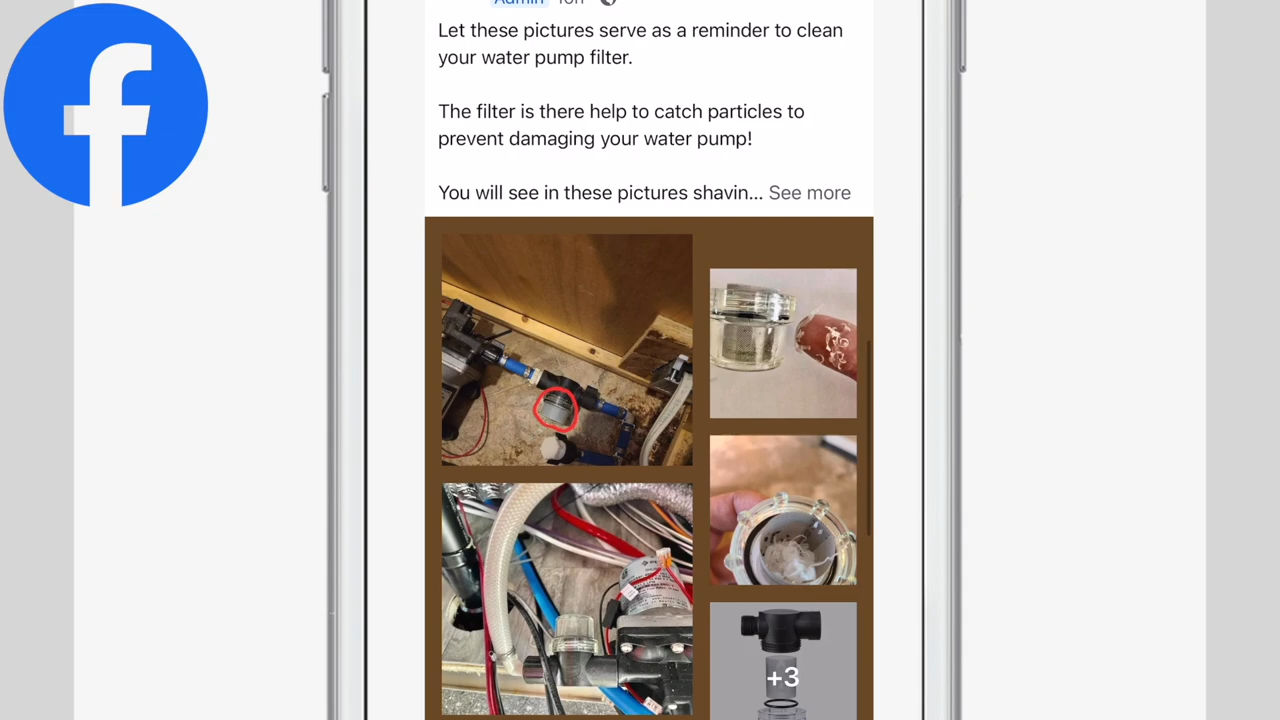 Admin
Let these pictures serve as a reminder to clean
your water pump filter.
The filter is there help to catch particles to
prevent damaging your water pump!
You will see in these pictures shavin... See more
+3